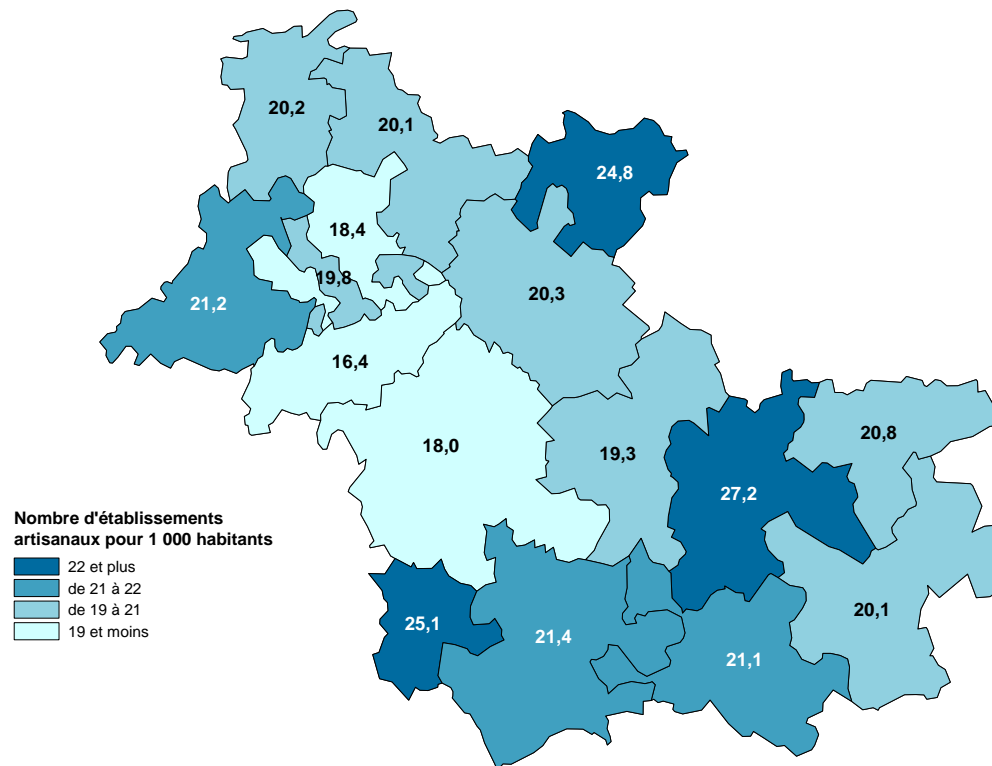 20,2
20,1
24,8
18,4
19,8
21,2
20,3
16,4
18,0
19,3
20,8
27,2
20,1
25,1
21,4
21,1
Nombre d'établissements
artisanaux pour 1 000 habitants
22 et plus
de 21 à 22
de 19 à 21
19 et moins